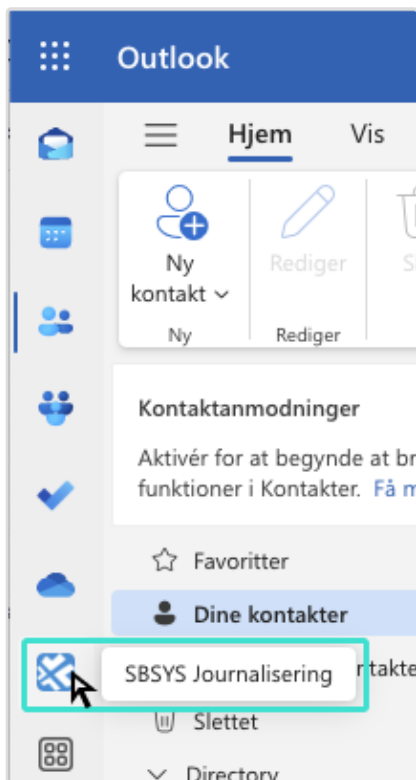 Outlook
Hjem Vis
Ny kontakt
Rediger
Ny
Rediger
Kontaktanmodninger
Aktivér for at begynde at
funktioner i Kontakter. Få
Favoritter
Dine kontakter
SBSYS Journalisering
Slettet
Directory